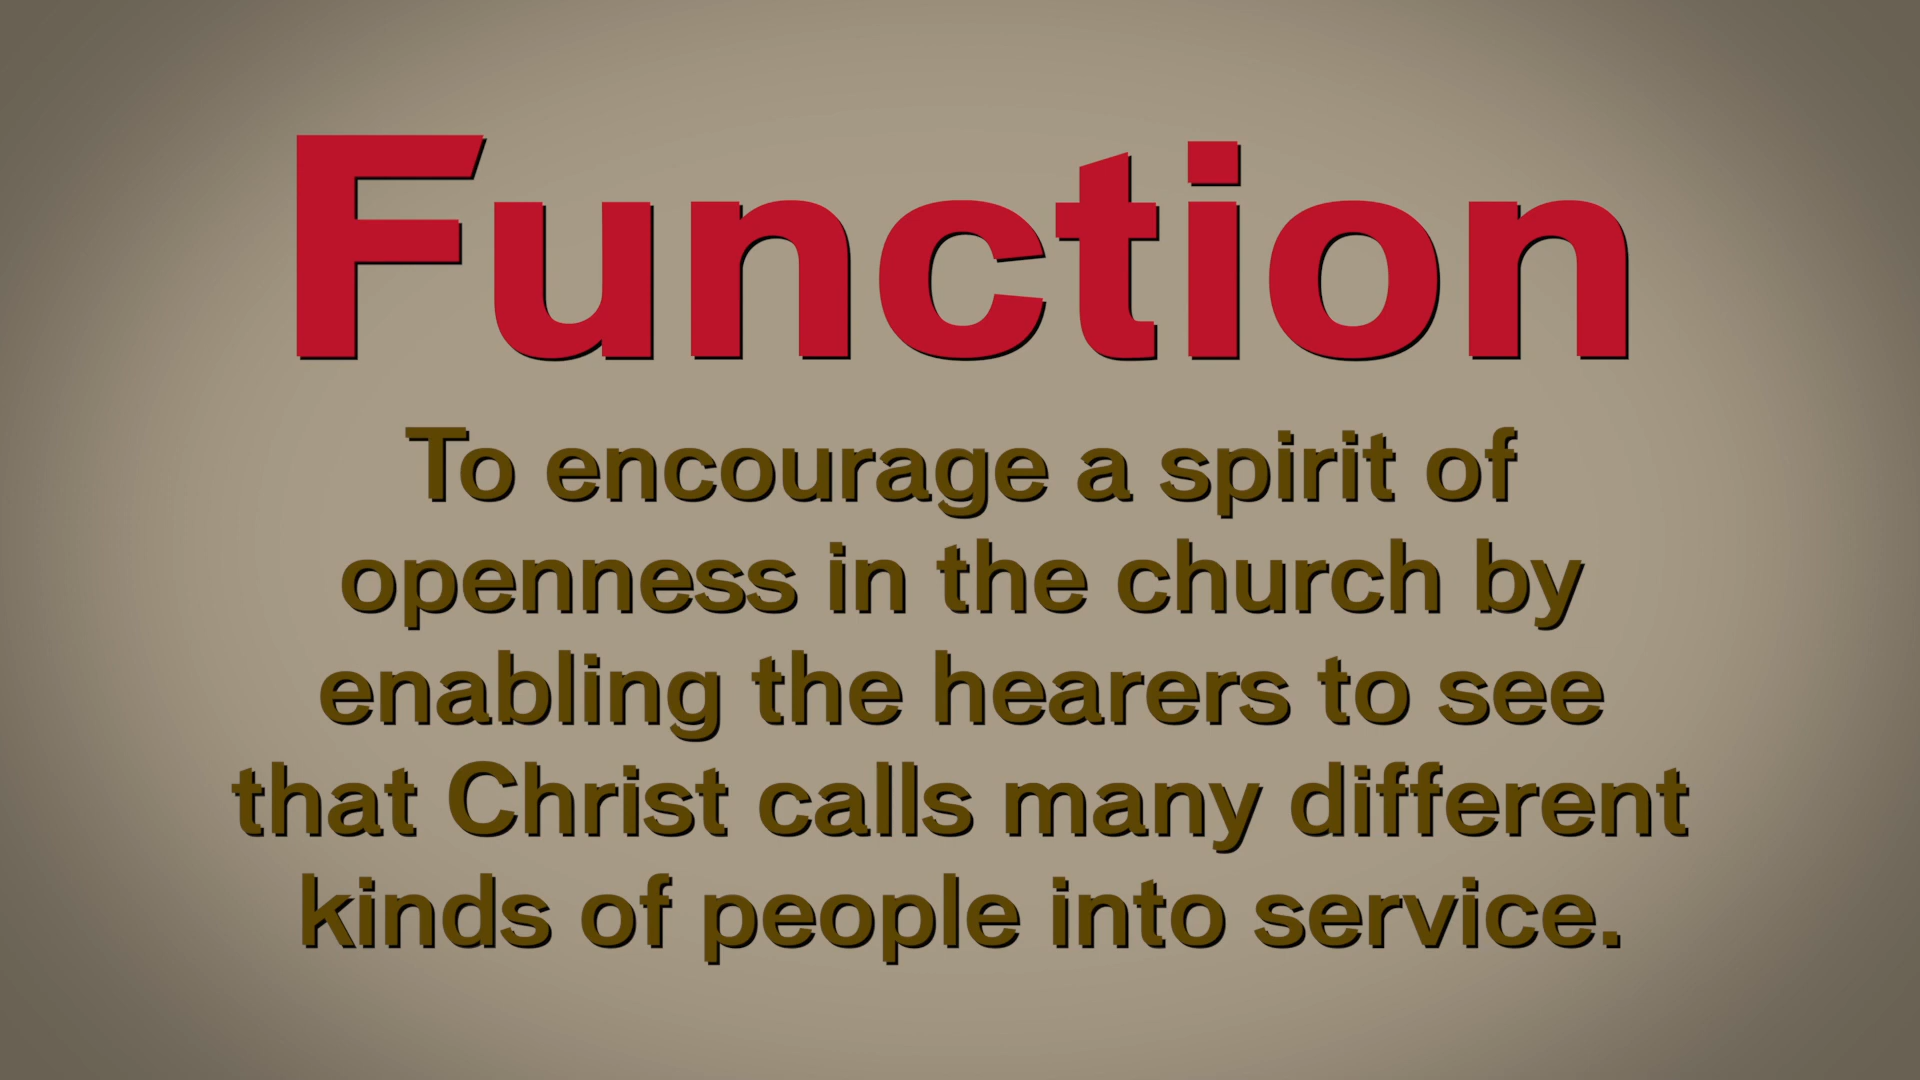 Function
To encourage a spirit of
openness in the church by
enabling the hearers to see
that Christ calls many different
kinds of people into service.